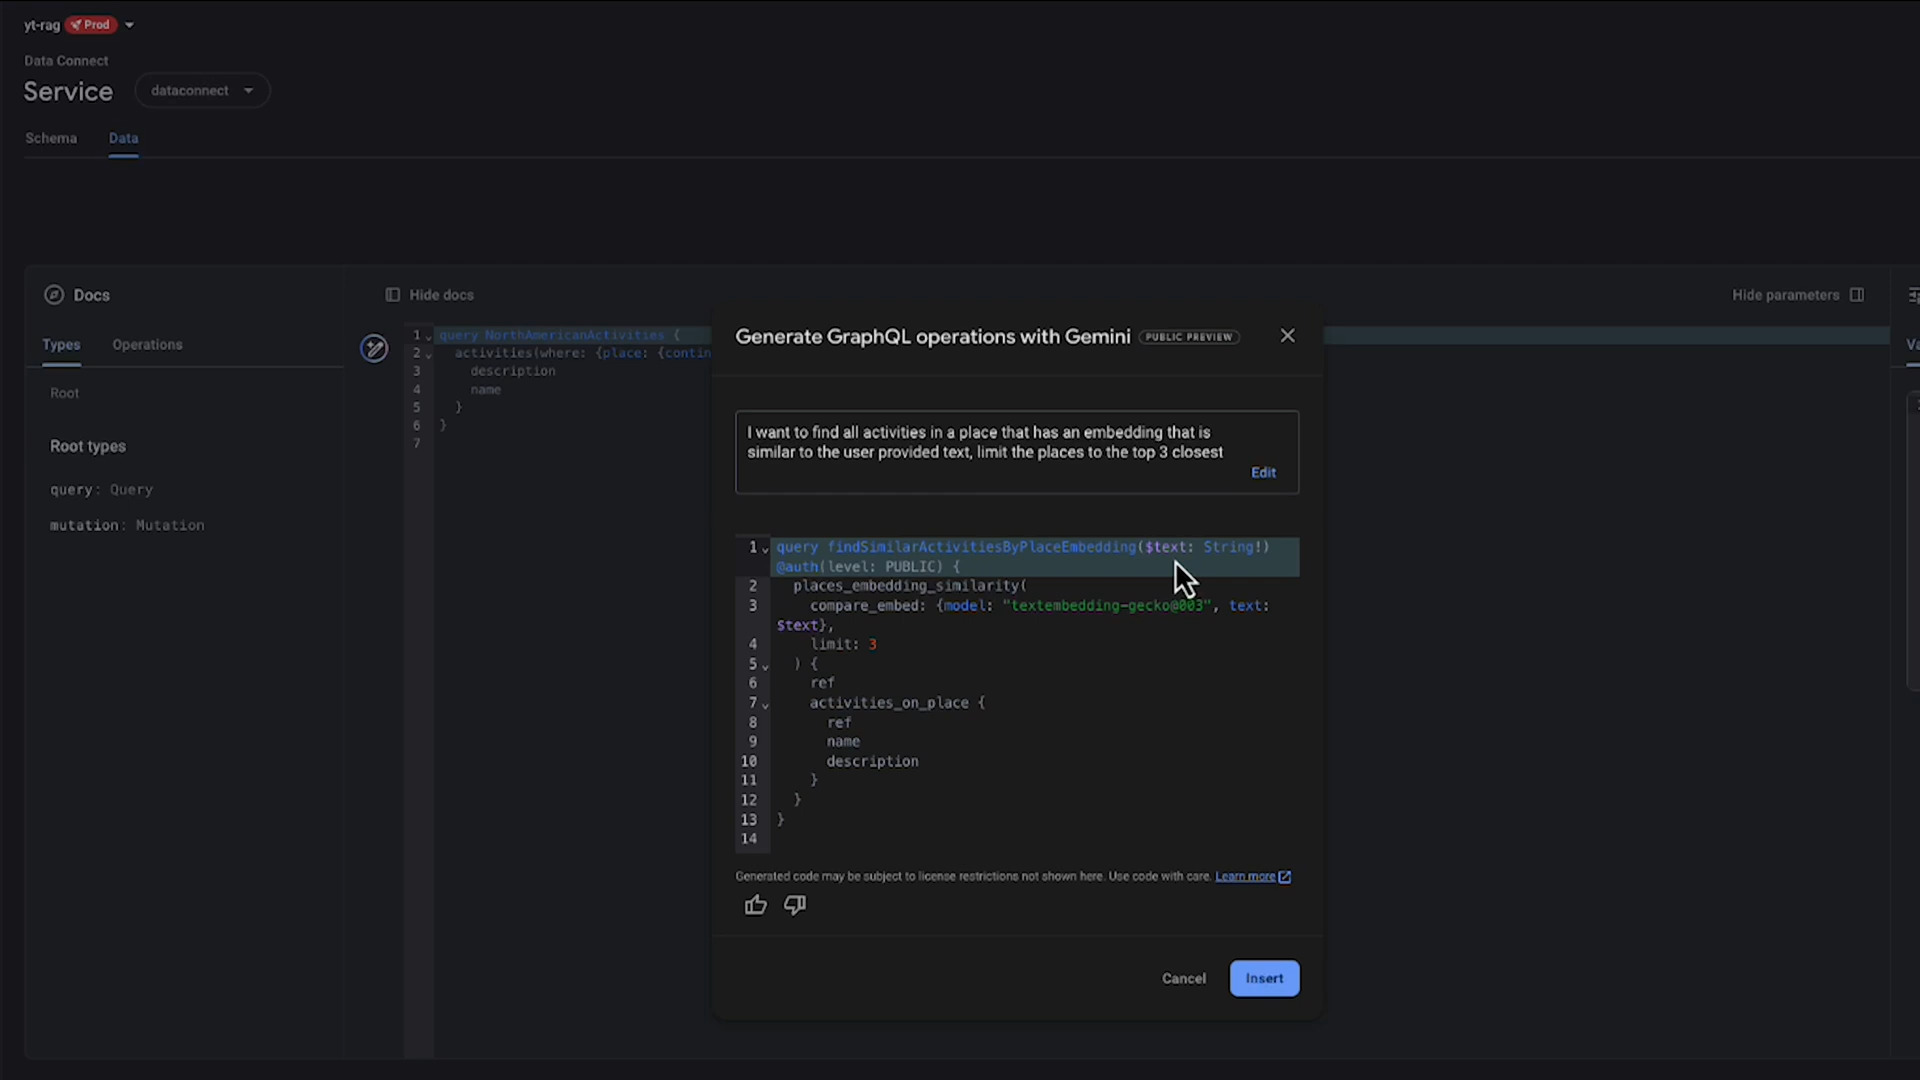 yt-rag Prod
Data Connect
Service dataconnect
Schema Data
Docs
Types Operations
Root
Root types
query: Query
mutation: Mutation
Hide docs
Hide parameters
1 query NorthAmericanActivities {
2 activities(where: {place: {contin
3 description
4 name
5 }
6 }
7
Generate GraphQL operations with Gemini PUBLIC PREVIEW
I want to find all activities in a place that has an embedding that is
similar to the user provided text, limit the places to the top 3 closest
Edit
1 query findSimilarActivitiesByPlaceEmbedding($text: String!)
@auth(level: PUBLIC) {
2 places_embedding_similarity(
3 compare_embed: {model: "textembedding-gecko@003", text:
$text},
4 limit: 3
5 ) {
6 ref
7 activities_on_place {
8 ref
9 name
10 description
11 }
12 }
13 }
14
Generated code may be subject to license restrictions not shown here. Use code with care. Learn more
Cancel Insert